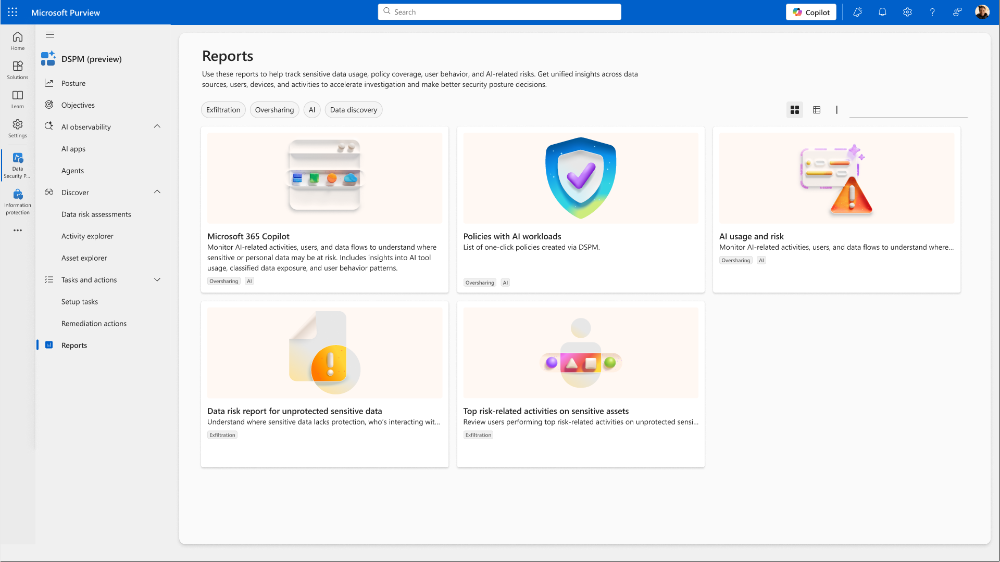 Microsoft Purview
Search
Copilot
Home
Solutions
Learn
Settings
Data
Security P...
Information
protection
DSPM (preview)
Posture
Objectives
AI observability
AI apps
Agents
Discover
Data risk assessments
Activity explorer
Asset explorer
Tasks and actions
Setup tasks
Remediation actions
Reports
Reports
Use these reports to help track sensitive data usage, policy coverage, user behavior, and AI-related risks. Get unified insights across data
sources, users, devices, and activities to accelerate investigation and make better security posture decisions.
Exfiltration
Oversharing
AI
Data discovery
Microsoft 365 Copilot
Monitor AI-related activities, users, and data flows to understand where
sensitive or personal data may be at risk. Includes insights into AI tool
usage, classified data exposure, and user behavior patterns.
Oversharing AI
Policies with AI workloads
List of one-click policies created via DSPM.
Oversharing AI
AI usage and risk
Monitor AI-related activities, users, and data flows to understand where...
Oversharing AI
Data risk report for unprotected sensitive data
Understand where sensitive data lacks protection, who's interacting wit...
Exfiltration
Top risk-related activities on sensitive assets
Review users performing top risk-related activities on unprotected sensi...
Exfiltration